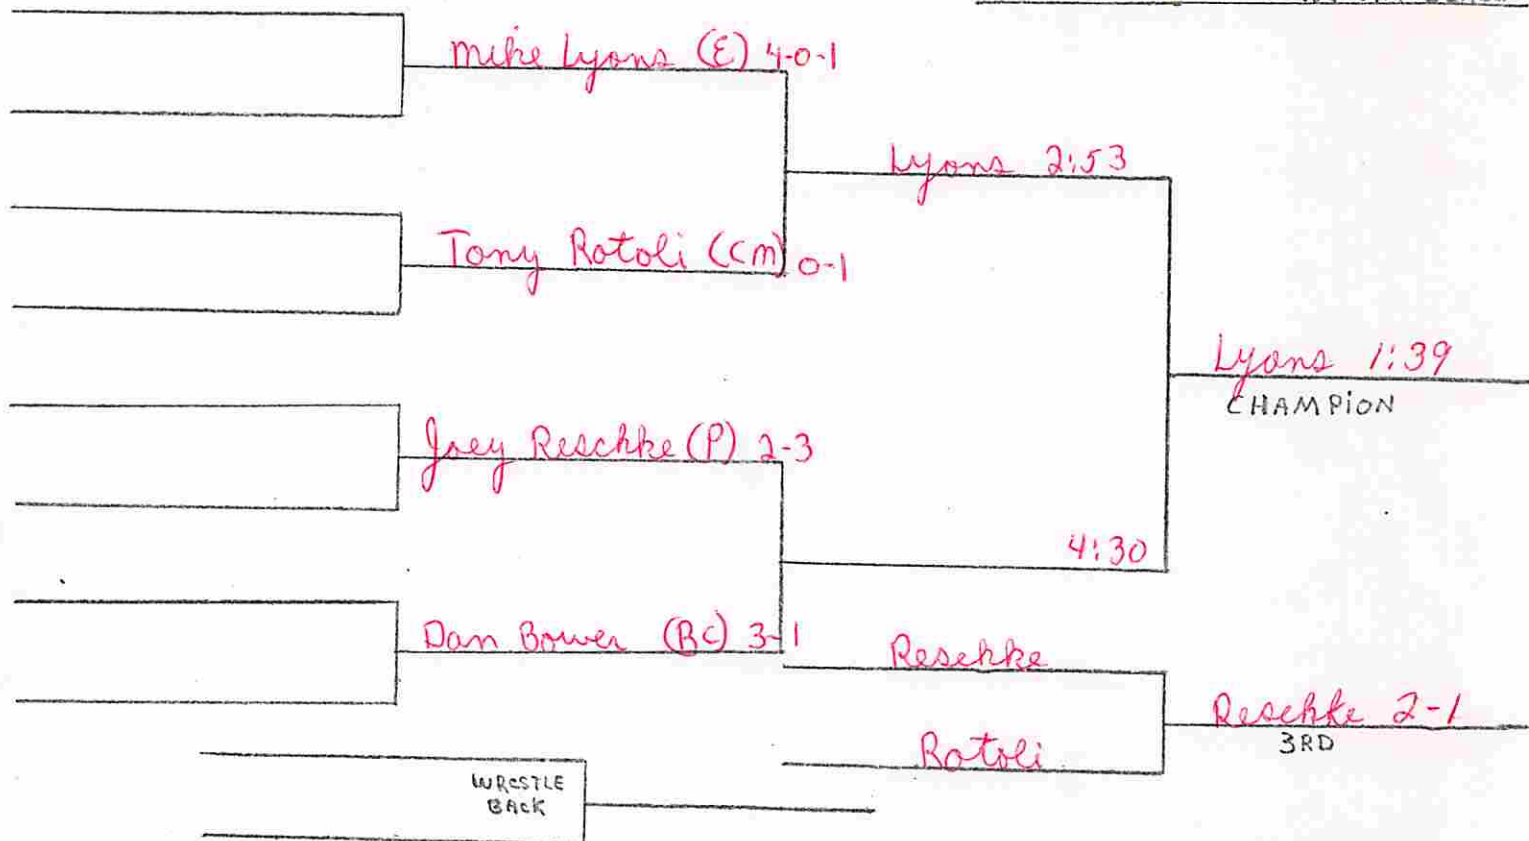 Mike Lyons (E) 4-0-1
Lyons 2:53
Tony Rotoli (CM) 0-1
Lyons 1:39
CHAMPION
Joey Reschke (P) 2-3
4:30
Dan Bower (BC) 3-1
Reschke
Reschke 2-1
3RD
Rotoli
WRESTLE
BACK